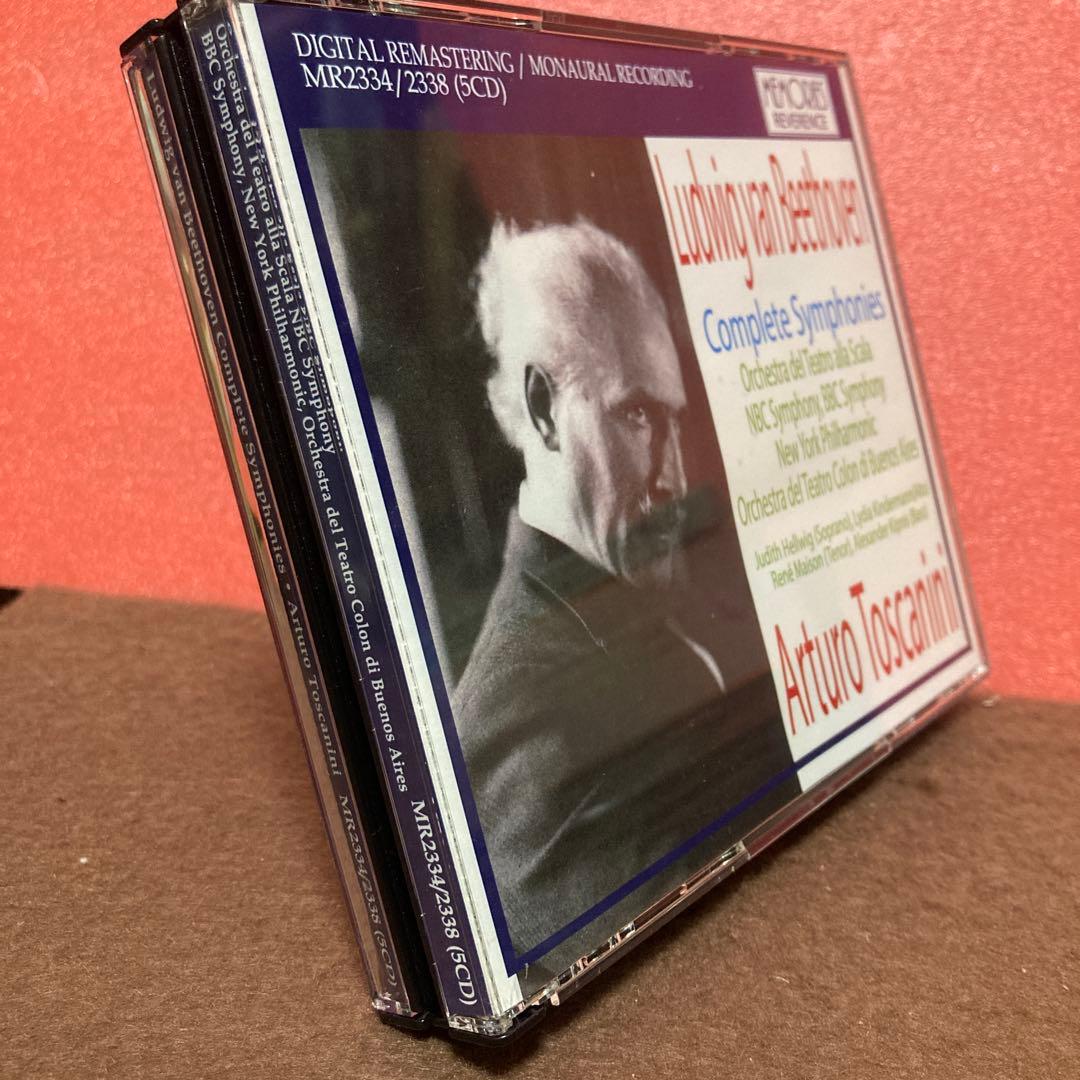 DIGITAL REMASTERING / MONAURAL RECORDING
MR2334/2338 (5CD)
MEMORIES
REVERENCE
Ludwig van Beethoven
Complete Symphonies
Orchestra del Teatro alla Scala
NBC Symphony, BBC Symphony
New York Philharmonic
Orchestra del Teatro Colon di Buenos Aires
Judith Hellwig (Soprano), Lydia Kindermann
René Maison (Tenor), Alexander Kipnis (Bass)
Arturo Toscanini
Orchestra del Teatro alla Scala NBC Symphony
BBC Symphony, New York Philharmonic, Orchestra del Teatro Colon di Buenos Aires MR2334/2338 (5CD)
Ludwig van Beethoven Complete Symphonies • Arturo Toscanini MR2334/2338 (5CD)